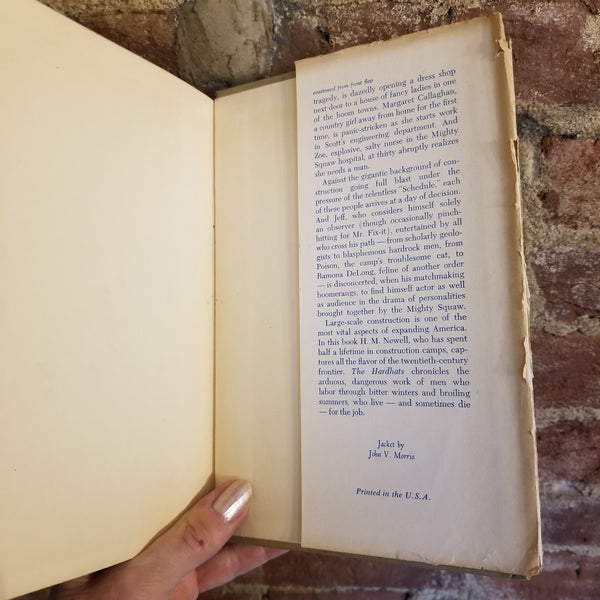 continued from front flap
tragedy, is dazedly opening a dress shop
next door to a house of fancy ladies in one
of the boom towns. Margaret Callaghan,
a country girl away from home for the first
time, is panic-stricken as she starts work
in Scott's engineering department. And
Zoe, explosive, salty nurse in the Mighty
Squaw hospital, at thirty abruptly realizes
she needs a man.
Against the gigantic background of con-
struction going full blast under the
pressure of the relentless "Schedule," each
of these people arrives at a day of decision.
And Jeff, who considers himself solely
an observer (though occasionally pinch-
hitting for Mr. Fix-it), entertained by all
who cross his path — from scholarly geolo-
gists to blasphemous hardrock men, from
Poison, the camp's troublesome cat, to
Ramona DeLong, feline of another order
— is disconcerted, when his matchmaking
boomerangs, to find himself actor as well
as audience in the drama of personalities
brought together by the Mighty Squaw.
Large-scale construction is one of the
most vital aspects of expanding America.
In this book H. M. Newell, who has spent
half a lifetime in construction camps, cap-
tures all the flavor of the twentieth-century
frontier. The Hardhats chronicles the
arduous, dangerous work of men who
labor through bitter winters and broiling
summers, who live — and sometimes die
— for the job.
Jacket by
John V. Morris
Printed in the U.S.A.